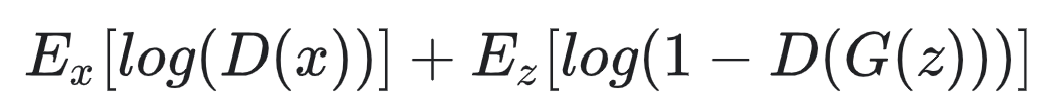 E_x[log(D(x))] + E_z[log(1 − D(G(z)))]